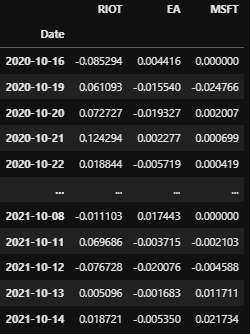 RIOT EA MSFT
Date
2020-10-16 -0.085294 0.004416 0.000000
2020-10-19 0.061093 -0.015540 -0.024766
2020-10-20 0.072727 -0.019327 0.002007
2020-10-21 0.124294 0.002277 0.000699
2020-10-22 0.018844 -0.005719 0.000419
... ... ... ...
2021-10-08 -0.011103 0.017443 0.000000
2021-10-11 0.069686 -0.003715 -0.002103
2021-10-12 -0.076728 -0.020076 -0.004588
2021-10-13 0.005096 -0.001683 0.011711
2021-10-14 0.018721 -0.005350 0.021734